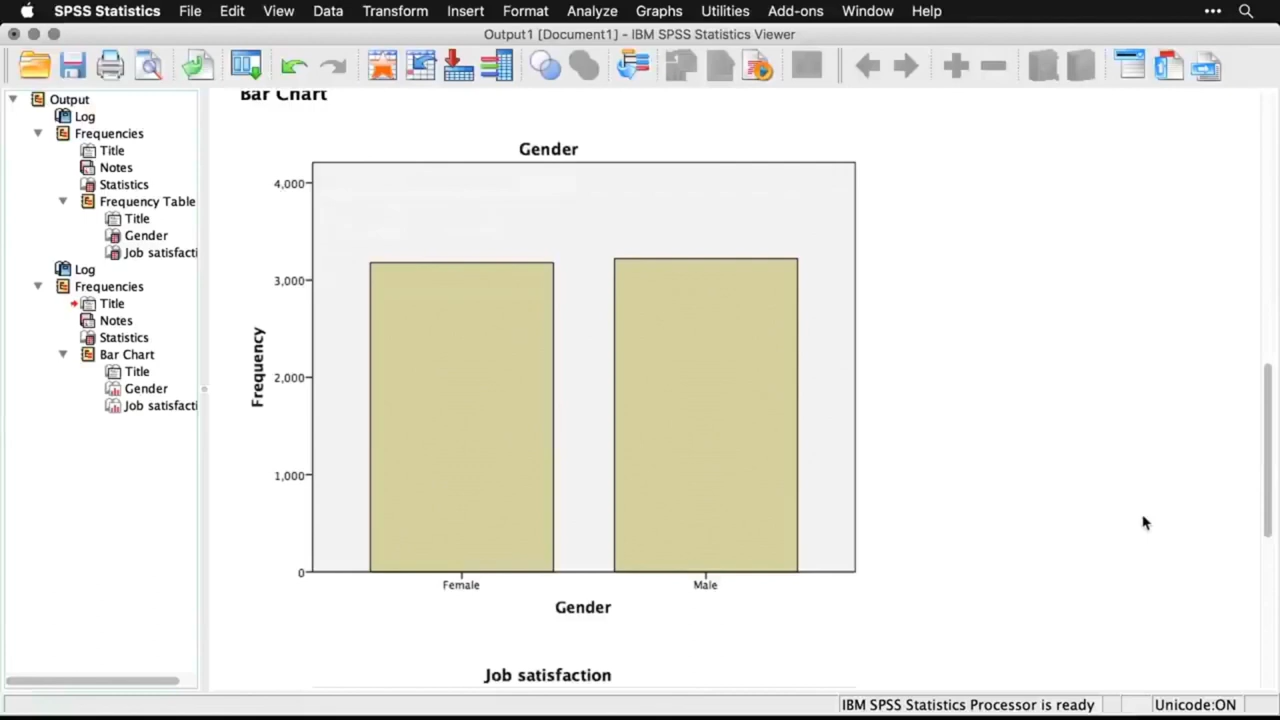 SPSS Statistics File Edit View Data Transform Insert Format Analyze Graphs Utilities Add-ons Window Help
Output1 [Document1] - IBM SPSS Statistics Viewer
Output
Log
Frequencies
Title
Notes
Statistics
Frequency Table
Title
Gender
Job satisfacti
Log
Frequencies
Title
Notes
Statistics
Bar Chart
Title
Gender
Job satisfacti
Bar Chart
Gender
4,000
3,000
2,000
1,000
0
Frequency
Female Male
Gender
Job satisfaction
IBM SPSS Statistics Processor is ready Unicode:ON